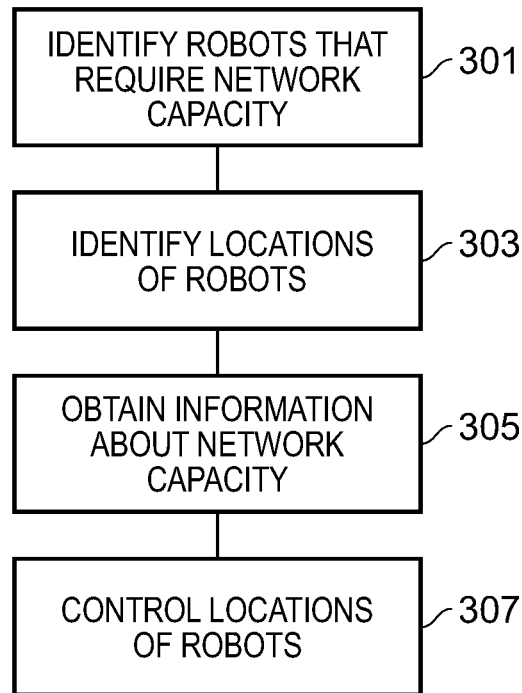 IDENTIFY ROBOTS THAT
REQUIRE NETWORK
CAPACITY
301
IDENTIFY LOCATIONS
OF ROBOTS
303
OBTAIN INFORMATION
ABOUT NETWORK
CAPACITY
305
CONTROL LOCATIONS
OF ROBOTS
307